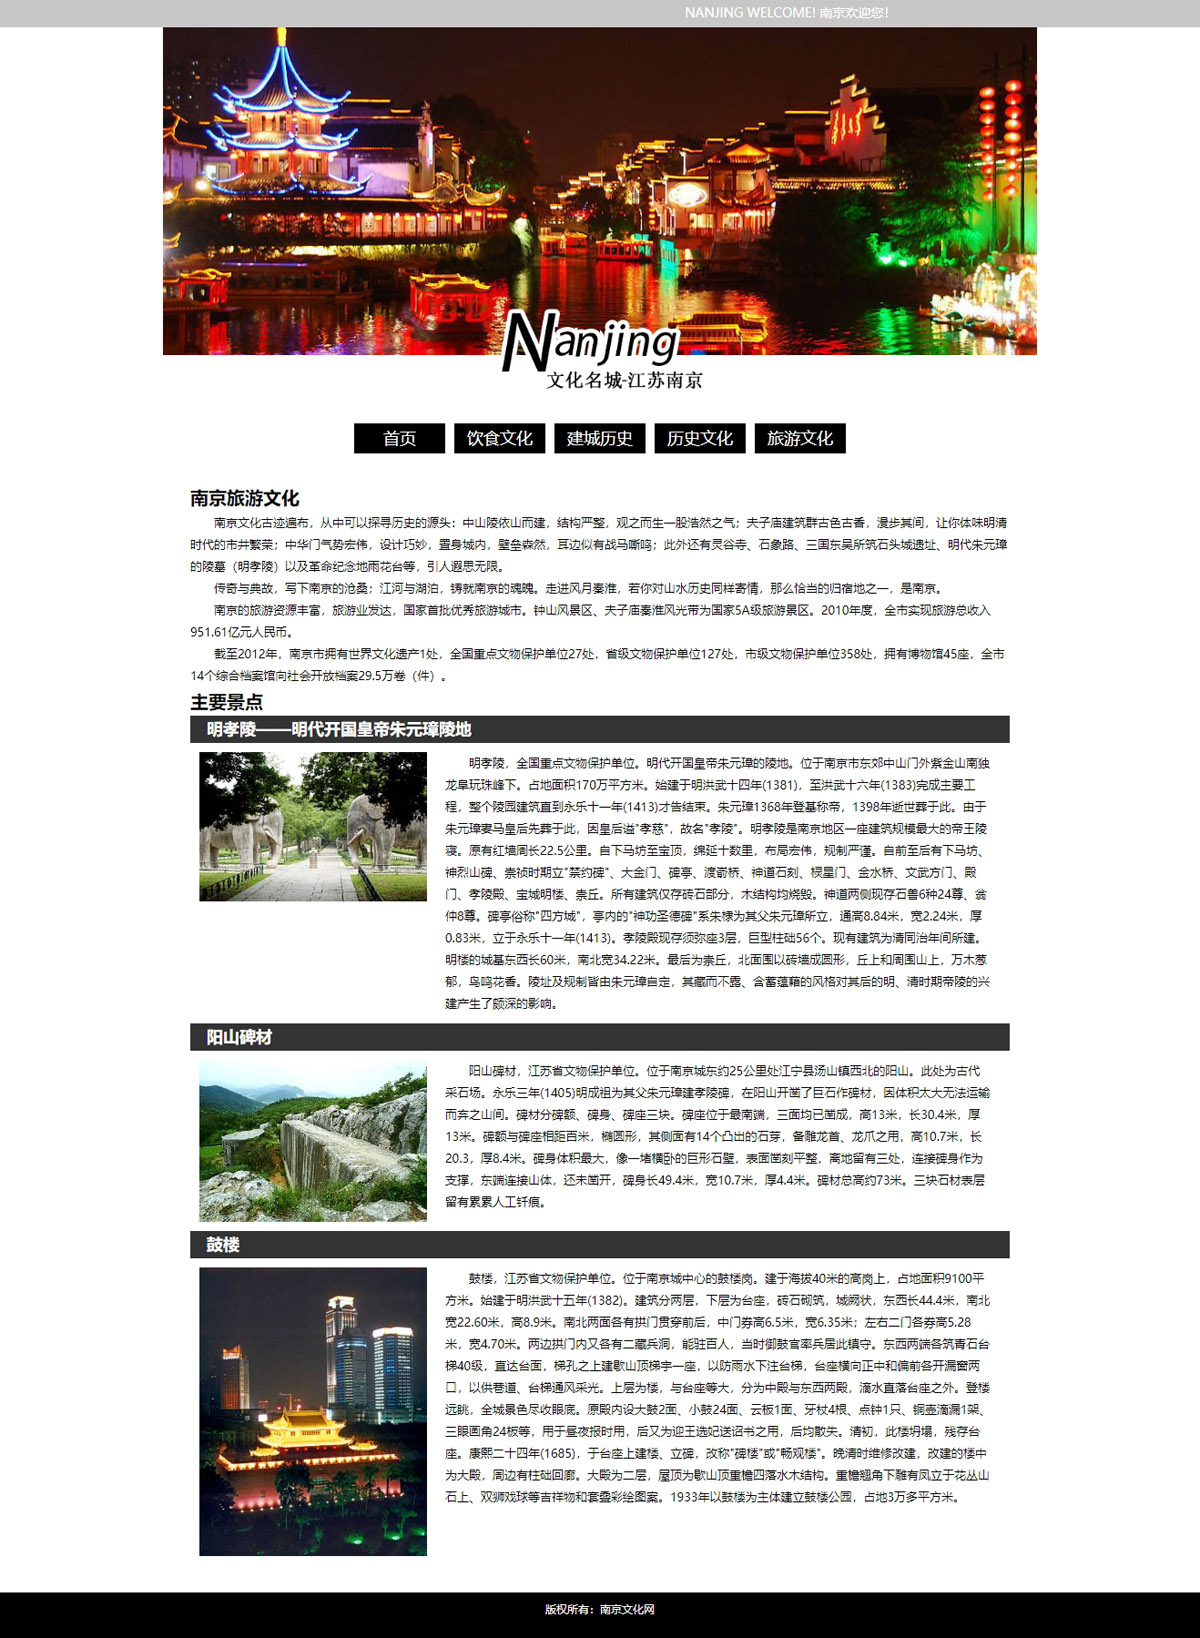 NANJING WELCOME! 南京欢迎您!
Nanjing
文化名城-江苏南京
首页 饮食文化 建城历史 历史文化 旅游文化
南京旅游文化
南京文化古迹遍布，从中可以探寻历史的源头：中山陵依山而建，结构严整，观之而生一股浩然之气；夫子庙建筑群古色古香，漫步其间，让你体味明清
时代的市井繁荣；中华门气势宏伟，设计巧妙，置身城内，壁垒森然，耳边似有战马嘶鸣；此外还有灵谷寺、石象路、三国东吴所筑石头城遗址、明代朱元璋
的陵墓（明孝陵）以及革命纪念地雨花台等，引人遐思无限。
传奇与典故，写下南京的沧桑；江河与湖泊，铸就南京的魂魄。走进风月秦淮，若你对山水历史同样寄情，那么恰当的归宿地之一，是南京。
南京的旅游资源丰富，旅游业发达，国家首批优秀旅游城市。钟山风景区、夫子庙秦淮风光带为国家5A级旅游景区。2010年度，全市实现旅游总收入
951.61亿元人民币。
截至2012年，南京市拥有世界文化遗产1处，全国重点文物保护单位27处，省级文物保护单位127处，市级文物保护单位358处，拥有博物馆45座，全市
14个综合档案馆向社会开放档案29.5万卷（件）。
主要景点
明孝陵——明代开国皇帝朱元璋陵地
明孝陵，全国重点文物保护单位。明代开国皇帝朱元璋的陵地。位于南京市东郊中山门外紫金山南独
龙阜玩珠峰下。占地面积170万平方米。始建于明洪武十四年(1381)，至洪武十六年(1383)完成主要工
程，整个陵园建筑直到永乐十一年(1413)才告结束。朱元璋1368年登基称帝，1398年逝世葬于此。由于
朱元璋妻马皇后先葬于此，因皇后谥"孝慈"，故名"孝陵"。明孝陵是南京地区一座建筑规模最大的帝王陵
寝。原有红墙周长22.5公里。自下马坊至宝顶，绵延十数里，布局宏伟，规制严谨。自前至后有下马坊、
神烈山碑、崇祯时期立"禁约碑"、大金门、碑亭、渡嵛桥、神道石刻、棂星门、金水桥、文武方门、殿
门、孝陵殿、宝城明楼、崇丘。所有建筑仅存砖石部分，木结构均烧毁。神道两侧现存石兽6种24尊、翁
仲8尊。碑亭俗称"四方城"，亭内的"神功圣德碑"系朱棣为其父朱元璋所立，通高8.84米，宽2.24米，厚
0.83米，立于永乐十一年(1413)。孝陵殿现存须弥座3层，巨型柱础56个。现有建筑为清同治年间所建。
明楼的城基东西长60米，南北宽34.22米。最后为崇丘，北面围以砖墙成圆形，丘上和周围山上，万木葱
郁，鸟鸣花香。陵址及规制皆由朱元璋自定，其藏而不露、含蓄蕴藉的风格对其后的明、清时期帝陵的兴
建产生了颇深的影响。
阳山碑材
阳山碑材，江苏省文物保护单位。位于南京城东约25公里处江宁县汤山镇西北的阳山。此处为古代
采石场。永乐三年(1405)明成祖为其父朱元璋建孝陵碑，在阳山开凿了巨石作碑材，因体积太大无法运输
而弃之山间。碑材分碑额、碑身、碑座三块。碑座位于最南端，三面均已凿成，高13米，长30.4米，厚
13米。碑额与碑座相距百米，椭圆形，其侧面有14个凸出的石芽，备雕龙首、龙爪之用，高10.7米，长
20.3，厚8.4米。碑身体积最大，像一堵横卧的巨形石壁，表面凿刻平整，离地留有三处，连接碑身作为
支撑，东端连接山体，还未凿开，碑身长49.4米，宽10.7米，厚4.4米。碑材总高约73米。三块石材表层
留有累累人工钎痕。
鼓楼
鼓楼，江苏省文物保护单位。位于南京城中心的鼓楼岗。建于海拔40米的高岗上，占地面积9100平
方米。始建于明洪武十五年(1382)。建筑分两层，下层为台座，砖石砌筑，城阙状，东西长44.4米，南北
宽22.60米，高8.9米。南北两面各有拱门贯穿前后，中门券高6.5米，宽6.35米；左右二门各券高5.28
米，宽4.70米。两边拱门内又各有二藏兵洞，能驻百人，当时御鼓官率兵居此镇守。东西两端各筑青石台
梯40级，直达台面，梯孔之上建歇山顶梯宇一座，以防雨水下注台梯，台座横向正中和偏前各开漏窗两
口，以供巷道、台梯通风采光。上层为楼，与台座等大，分为中殿与东西两殿，滴水直落台座之外。登楼
远眺，全城景色尽收眼底。原殿内设大鼓2面、小鼓24面、云板1面、牙杖4根、点钟1只、铜壶滴漏1架、
三眼画角24板等，用于昼夜报时用，后又为迎王选妃送诏书之用，后均散失。清初，此楼坍塌，残存台
座。康熙二十四年(1685)，于台座上建楼、立碑，改称"碑楼"或"畅观楼"。晚清时维修改建，改建的楼中
为大殿，周边有柱础回廊。大殿为二层，屋顶为歇山顶重檐四落水木结构。重檐翘角下雕有凤立于花丛山
石上、双狮戏球等吉祥物和套叠彩绘图案。1933年以鼓楼为主体建立鼓楼公园，占地3万多平方米。
版权所有：南京文化网